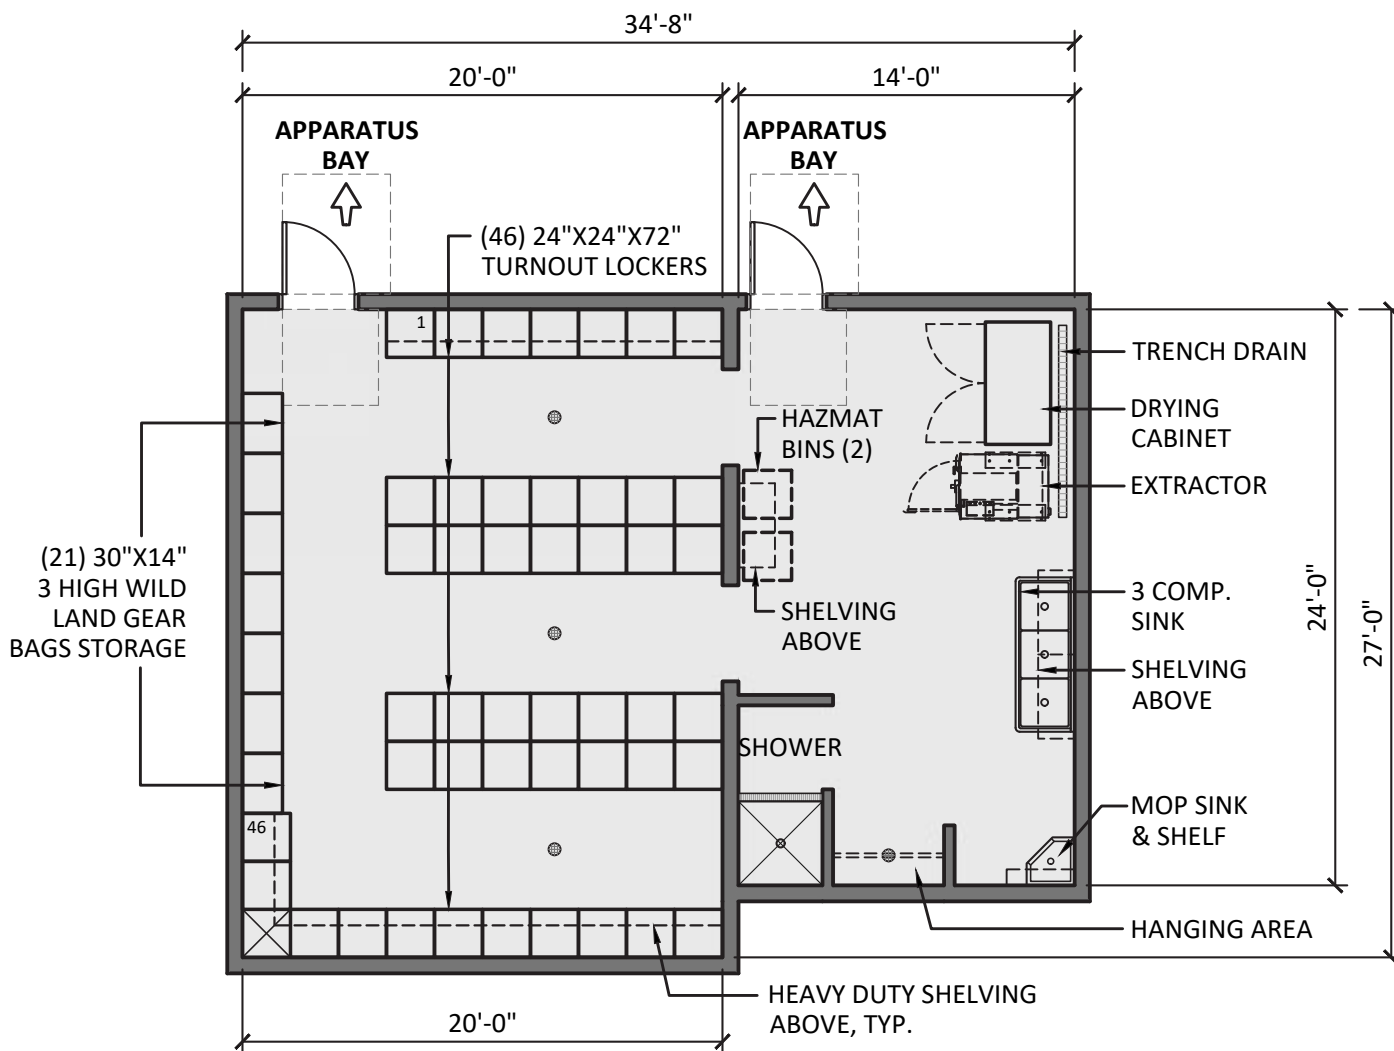 34'-8"
20'-0"
14'-0"
APPARATUS
BAY
APPARATUS
BAY
(46) 24"X24"X72"
TURNOUT LOCKERS
1
TRENCH DRAIN
DRYING
CABINET
HAZMAT
BINS (2)
EXTRACTOR
(21) 30"X14"
3 HIGH WILD
LAND GEAR
BAGS STORAGE
SHELVING
ABOVE
3 COMP.
SINK
24'-0"
27'-0"
SHELVING
ABOVE
SHOWER
MOP SINK
& SHELF
46
HANGING AREA
HEAVY DUTY SHELVING
ABOVE, TYP.
20'-0"